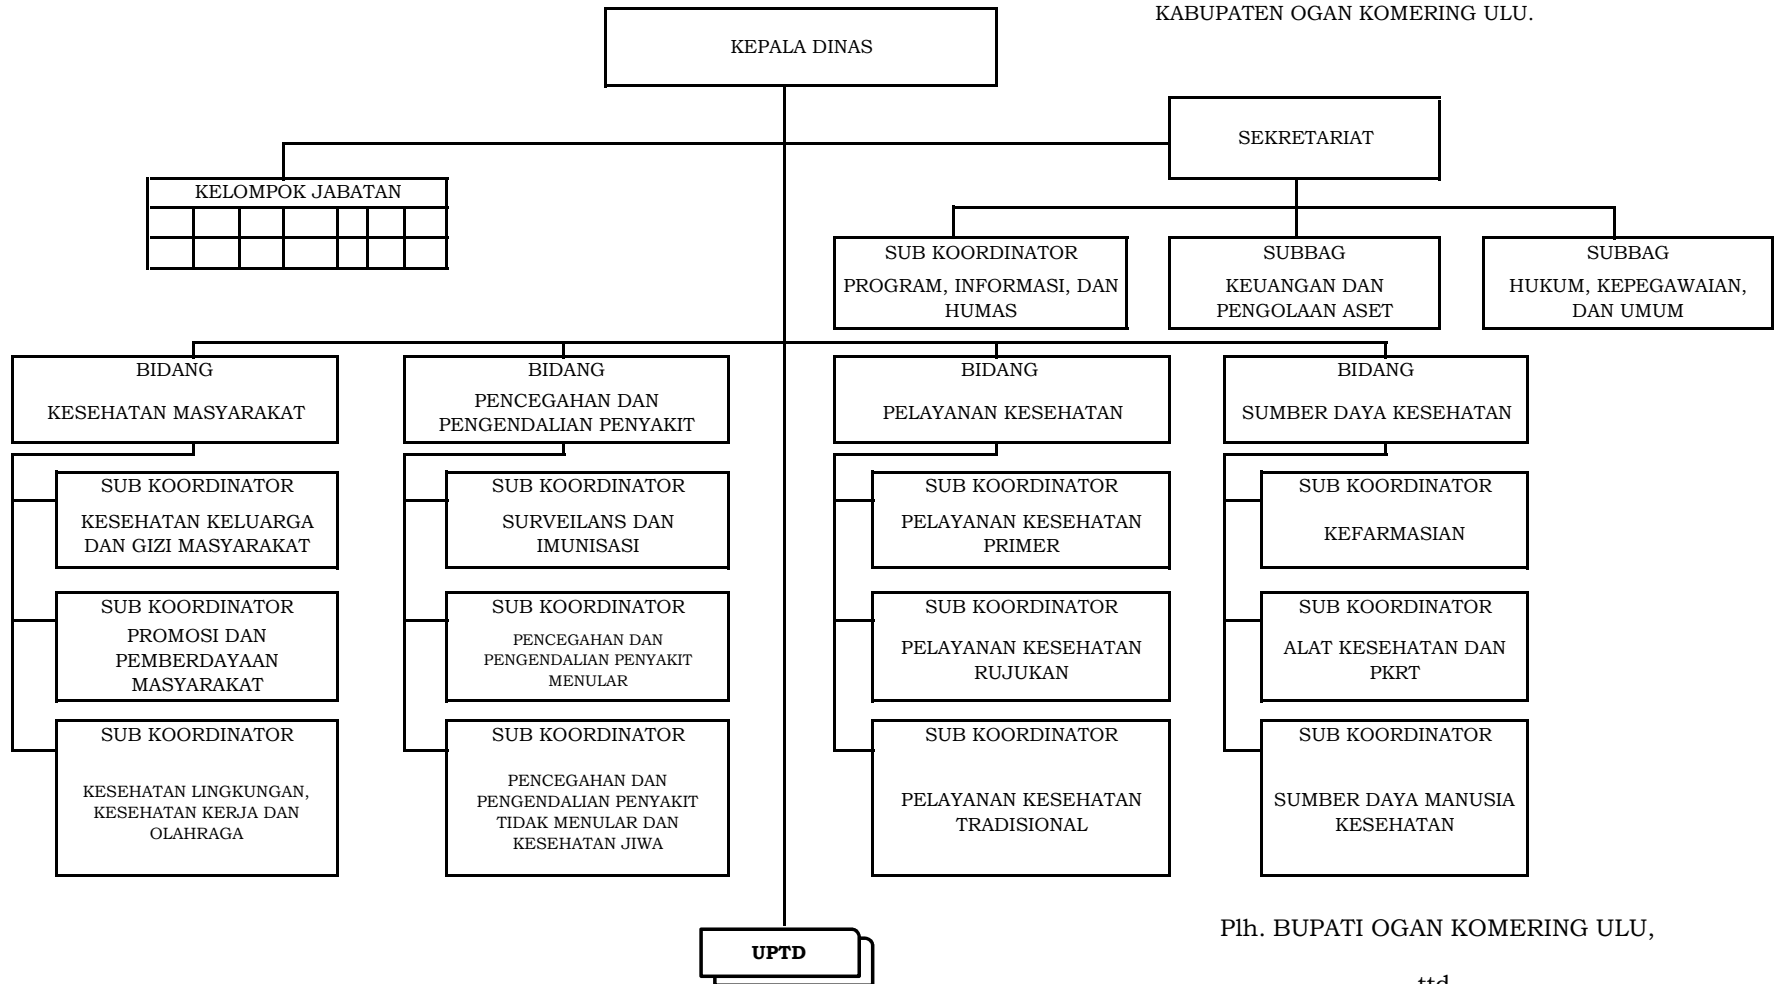 KABUPATEN OGAN KOMERING ULU.
KEPALA DINAS
SEKRETARIAT
KELOMPOK JABATAN
SUB KOORDINATOR
PROGRAM, INFORMASI, DAN
HUMAS
SUBBAG
KEUANGAN DAN
PENGOLAAN ASET
SUBBAG
HUKUM, KEPEGAWAIAN,
DAN UMUM
BIDANG
KESEHATAN MASYARAKAT
BIDANG
PENCEGAHAN DAN
PENGENDALIAN PENYAKIT
BIDANG
PELAYANAN KESEHATAN
BIDANG
SUMBER DAYA KESEHATAN
SUB KOORDINATOR
KESEHATAN KELUARGA
DAN GIZI MASYARAKAT
SUB KOORDINATOR
SURVEILANS DAN
IMUNISASI
SUB KOORDINATOR
PELAYANAN KESEHATAN
PRIMER
SUB KOORDINATOR
KEFARMASIAN
SUB KOORDINATOR
PROMOSI DAN
PEMBERDAYAAN
MASYARAKAT
SUB KOORDINATOR
PENCEGAHAN DAN
PENGENDALIAN PENYAKIT
MENULAR
SUB KOORDINATOR
PELAYANAN KESEHATAN
RUJUKAN
SUB KOORDINATOR
ALAT KESEHATAN DAN
PKRT
SUB KOORDINATOR
KESEHATAN LINGKUNGAN,
KESEHATAN KERJA DAN
OLAHRAGA
SUB KOORDINATOR
PENCEGAHAN DAN
PENGENDALIAN PENYAKIT
TIDAK MENULAR DAN
KESEHATAN JIWA
SUB KOORDINATOR
PELAYANAN KESEHATAN
TRADISIONAL
SUB KOORDINATOR
SUMBER DAYA MANUSIA
KESEHATAN
UPTD
Plh. BUPATI OGAN KOMERING ULU,
ttd